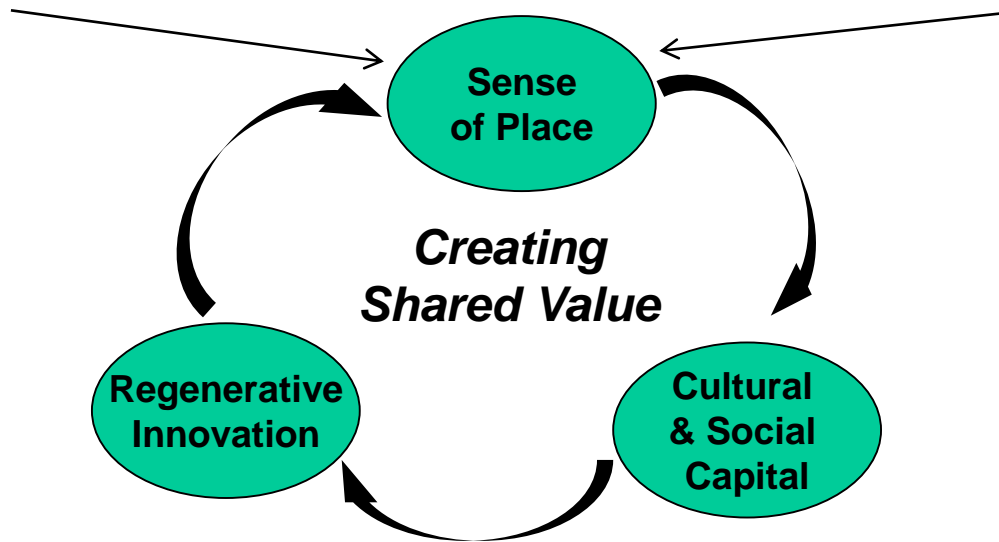 Sense
of Place
Creating
Shared Value
Regenerative
Innovation
Cultural
& Social
Capital